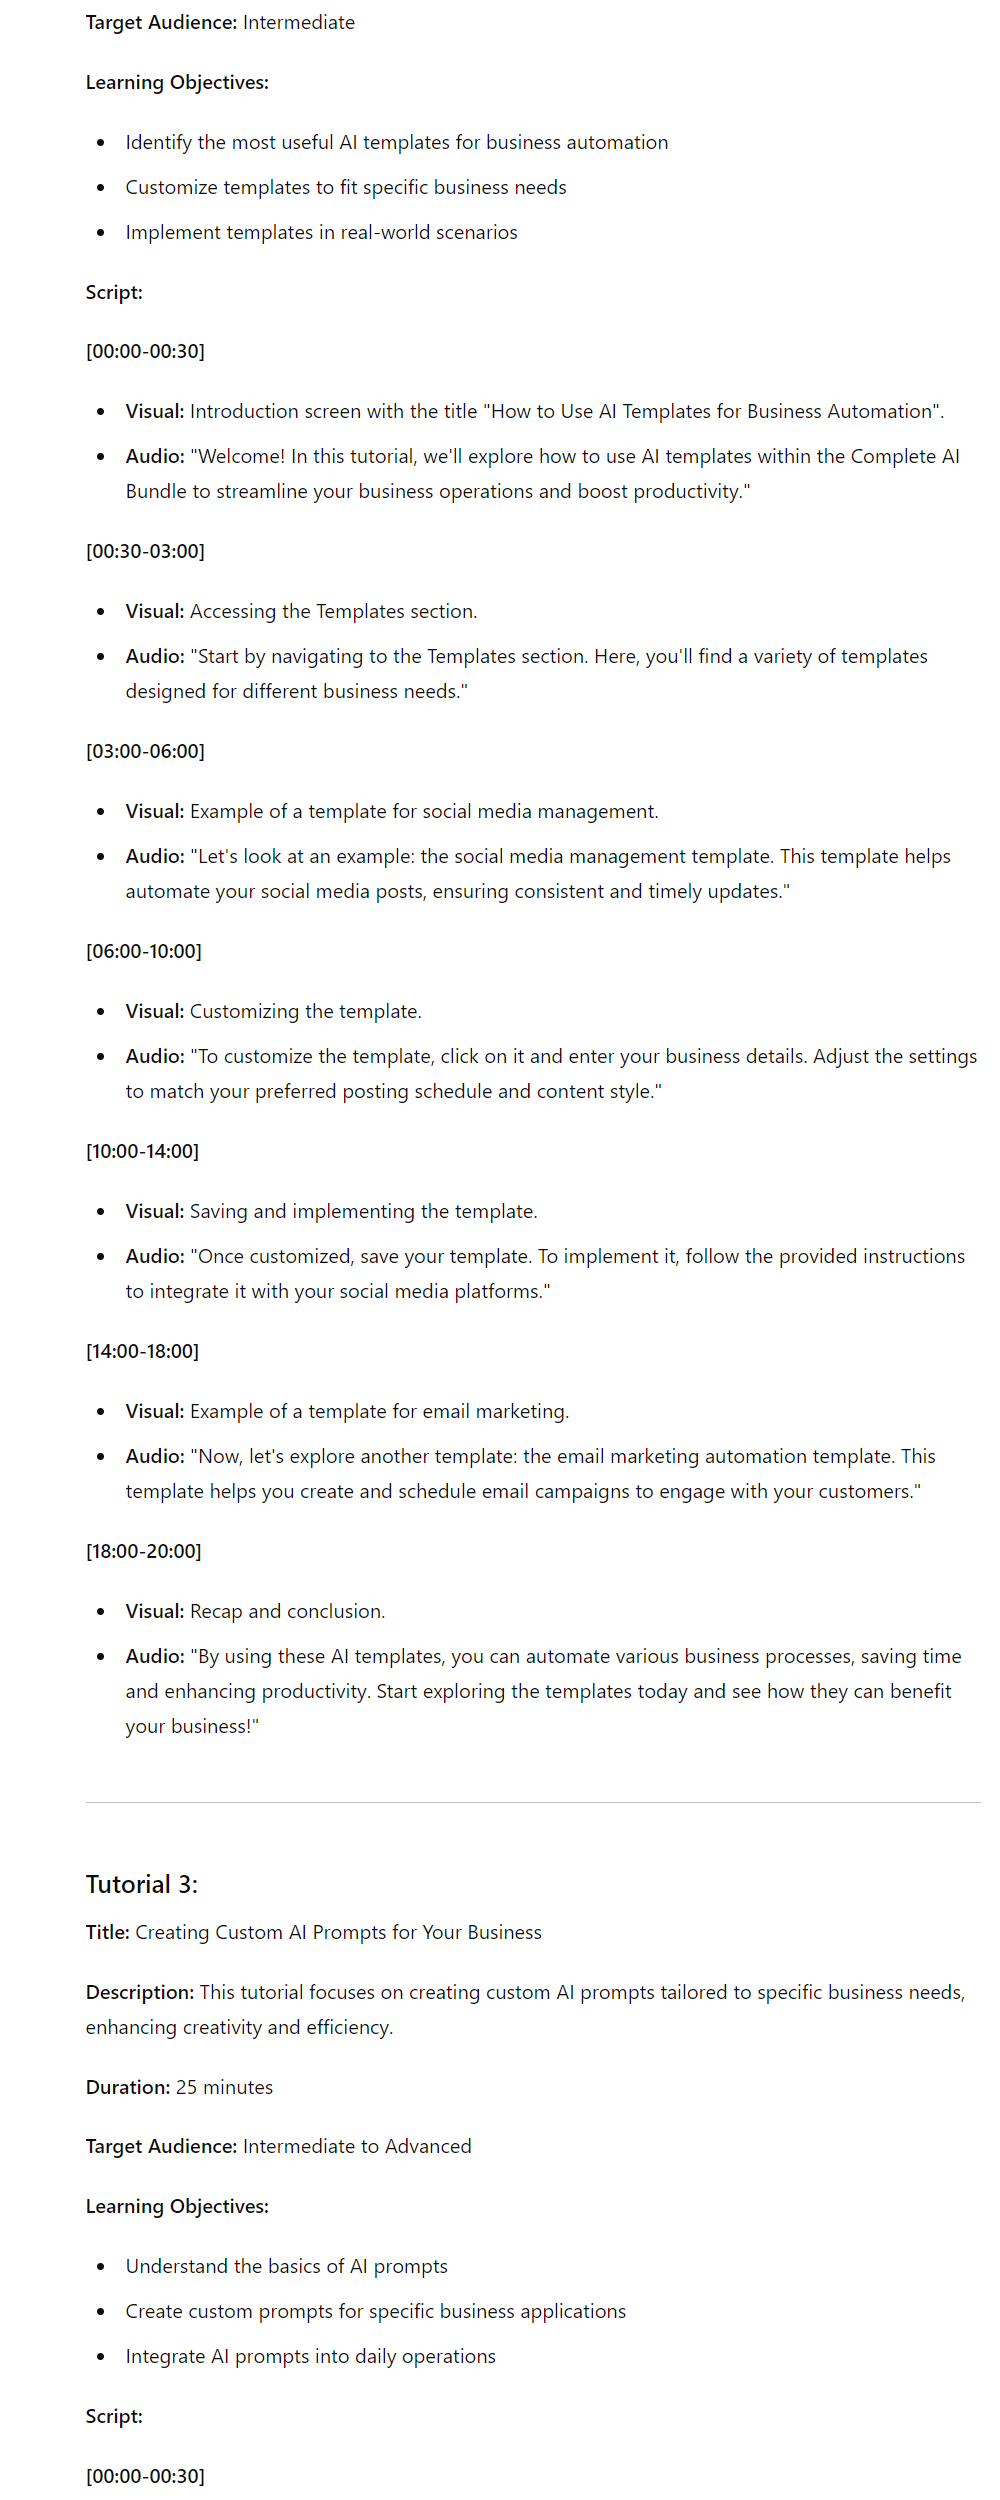 Target Audience: Intermediate
Learning Objectives:
• Identify the most useful AI templates for business automation
• Customize templates to fit specific business needs
• Implement templates in real-world scenarios
Script:
[00:00-00:30]
• Visual: Introduction screen with the title "How to Use AI Templates for Business Automation".
• Audio: "Welcome! In this tutorial, we'll explore how to use AI templates within the Complete AI
Bundle to streamline your business operations and boost productivity."
[00:30-03:00]
• Visual: Accessing the Templates section.
• Audio: "Start by navigating to the Templates section. Here, you'll find a variety of templates
designed for different business needs."
[03:00-06:00]
• Visual: Example of a template for social media management.
• Audio: "Let's look at an example: the social media management template. This template helps
automate your social media posts, ensuring consistent and timely updates."
[06:00-10:00]
• Visual: Customizing the template.
• Audio: "To customize the template, click on it and enter your business details. Adjust the settings
to match your preferred posting schedule and content style."
[10:00-14:00]
• Visual: Saving and implementing the template.
• Audio: "Once customized, save your template. To implement it, follow the provided instructions
to integrate it with your social media platforms."
[14:00-18:00]
• Visual: Example of a template for email marketing.
• Audio: "Now, let's explore another template: the email marketing automation template. This
template helps you create and schedule email campaigns to engage with your customers."
[18:00-20:00]
• Visual: Recap and conclusion.
• Audio: "By using these AI templates, you can automate various business processes, saving time
and enhancing productivity. Start exploring the templates today and see how they can benefit
your business!"
Tutorial 3:
Title: Creating Custom AI Prompts for Your Business
Description: This tutorial focuses on creating custom AI prompts tailored to specific business needs,
enhancing creativity and efficiency.
Duration: 25 minutes
Target Audience: Intermediate to Advanced
Learning Objectives:
• Understand the basics of AI prompts
• Create custom prompts for specific business applications
• Integrate AI prompts into daily operations
Script:
[00:00-00:30]